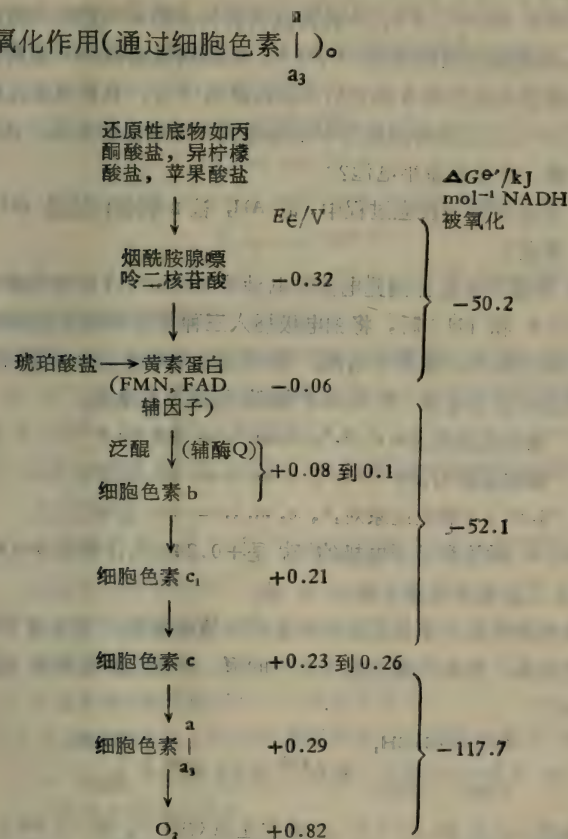 a
氧化作用(通过细胞色素 | )。
a₃
还原性底物如丙
酮酸盐，异柠檬
酸盐，苹果酸盐
ΔG⊖′/kJ
mol⁻¹ NADH
被氧化
E⊖/V
烟酰胺腺嘌
呤二核苷酸 −0.32
−50.2
琥珀酸盐→黄素蛋白
(FMN, FAD −0.06
辅因子)
泛醌 (辅酶Q)
+0.08 到 0.1
细胞色素 b
−52.1
细胞色素 c₁ +0.21
细胞色素 c +0.23 到 0.26
a
细胞色素 | +0.29 −117.7
a₃
O₂ +0.82